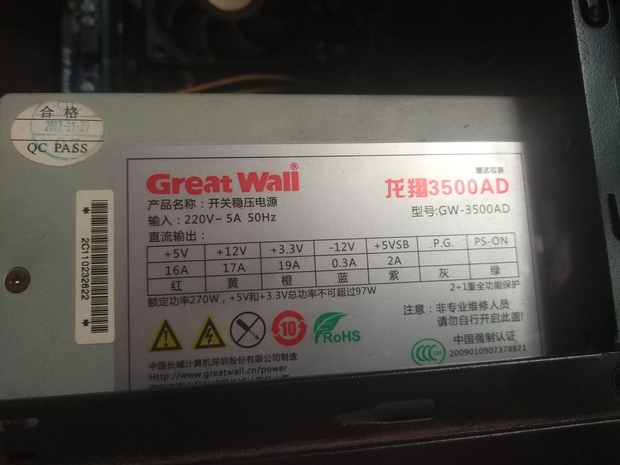 合格
2012-11-27
QC PASS
Great Wall®
龙翔3500AD
产品名称：开关稳压电源
型号:GW-3500AD
输入：220V~ 5A 50Hz
直流输出：
+5V +12V +3.3V -12V +5VSB .P.G. PS-ON
16A 17A 19A 0.3A 2A
红 黄 橙 蓝 紫 灰 绿
额定功率270W，+5V和+3.3V总功率不可超过97W
2+1重全功能保护
注意：非专业维修人员
请勿自行开启此盖!
10
RoHS
CCC
中国强制认证
2009010907378871
中国长城计算机深圳股份有限公司制造
Http://www.greatwall.cn/power
* 20110232622 *